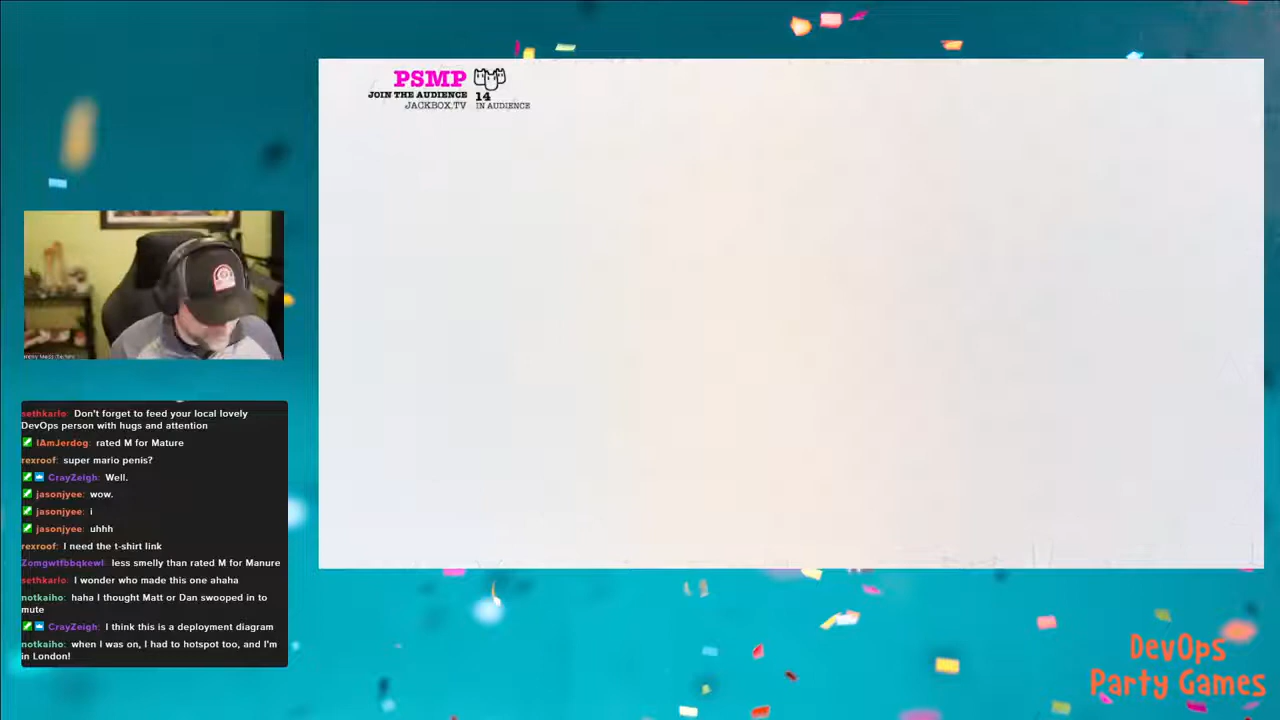 PSMP
JOIN THE AUDIENCE
JACKBOX.TV
14
IN AUDIENCE
sethkarlo: Don't forget to feed your local lovely
DevOps person with hugs and attention
IAmJerdog: rated M for Mature
rexroof: super mario penis?
CrayZeigh: Well.
jasonjyee: wow.
jasonjyee: i
jasonjyee: uhhh
rexroof: I need the t-shirt link
Zomgwtfbbqkewl: less smelly than rated M for Manure
sethkarlo: I wonder who made this one ahaha
notkaiho: haha I thought Matt or Dan swooped in to
mute
CrayZeigh: I think this is a deployment diagram
notkaiho: when I was on, I had to hotspot too, and I'm
in London!
DevOps
Party Games